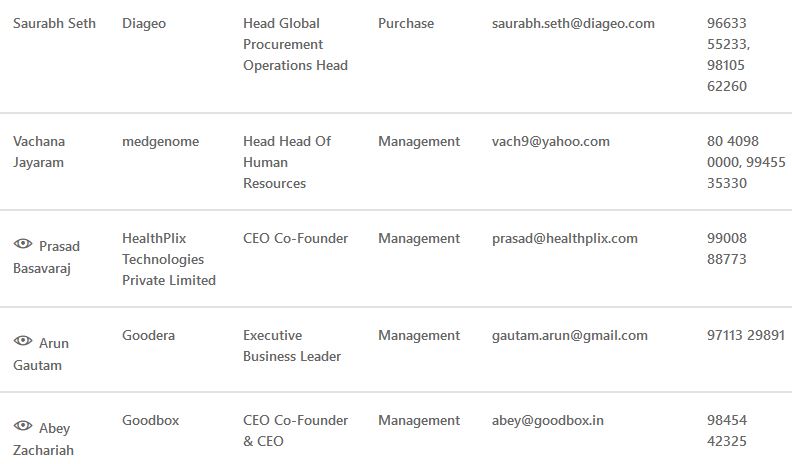 Saurabh Seth Diageo Head Global Procurement Operations Head Purchase saurabh.seth@diageo.com 96633 55233, 98105 62260
Vachana Jayaram medgenome Head Head Of Human Resources Management vach9@yahoo.com 80 4098 0000, 99455 35330
Prasad Basavaraj HealthPlix Technologies Private Limited CEO Co-Founder Management prasad@healthplix.com 99008 88773
Arun Gautam Goodera Executive Business Leader Management gautam.arun@gmail.com 97113 29891
Abey Zachariah Goodbox CEO Co-Founder & CEO Management abey@goodbox.in 98454 42325